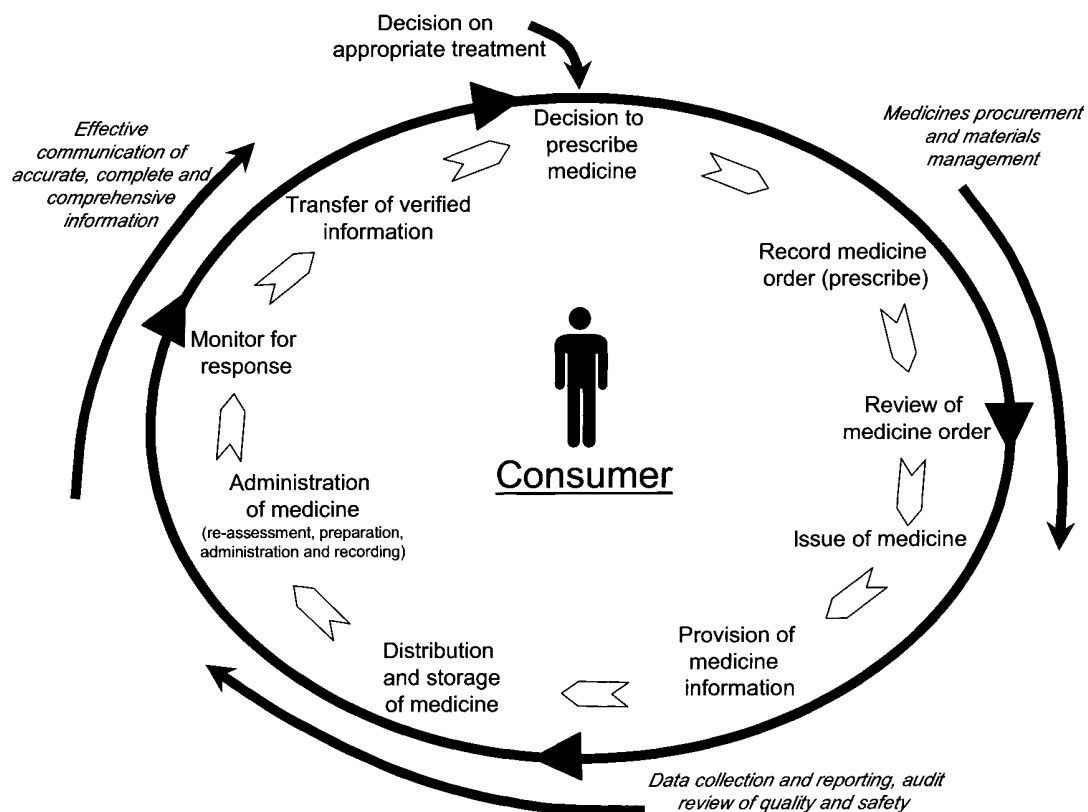 Decision on
appropriate treatment
Effective
communication of
accurate, complete and
comprehensive
information
Medicines procurement
and materials
management
Decision to
prescribe
medicine
Record medicine
order (prescribe)
Review of
medicine order
Issue of medicine
Provision of
medicine
information
Distribution
and storage
of medicine
Administration
of medicine
(re-assessment, preparation,
administration and recording)
Monitor for
response
Transfer of verified
information
Consumer
Data collection and reporting, audit
review of quality and safety